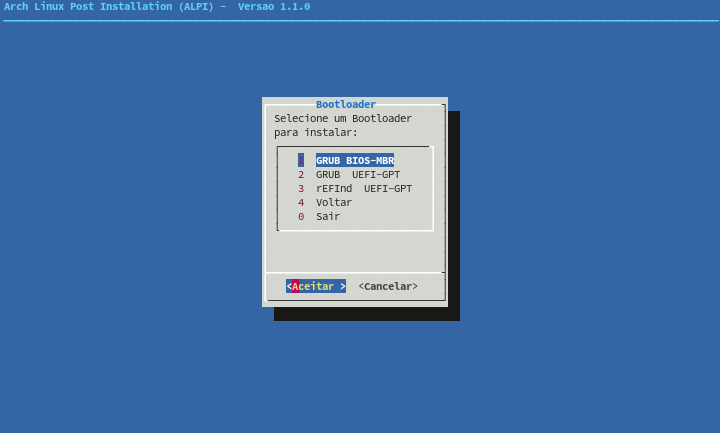 Arch Linux Post Installation (ALPI) - Versao 1.1.0
Bootloader
Selecione um Bootloader
para instalar:
1 GRUB BIOS-MBR
2 GRUB UEFI-GPT
3 rEFInd UEFI-GPT
4 Voltar
0 Sair
<Aceitar > <Cancelar>